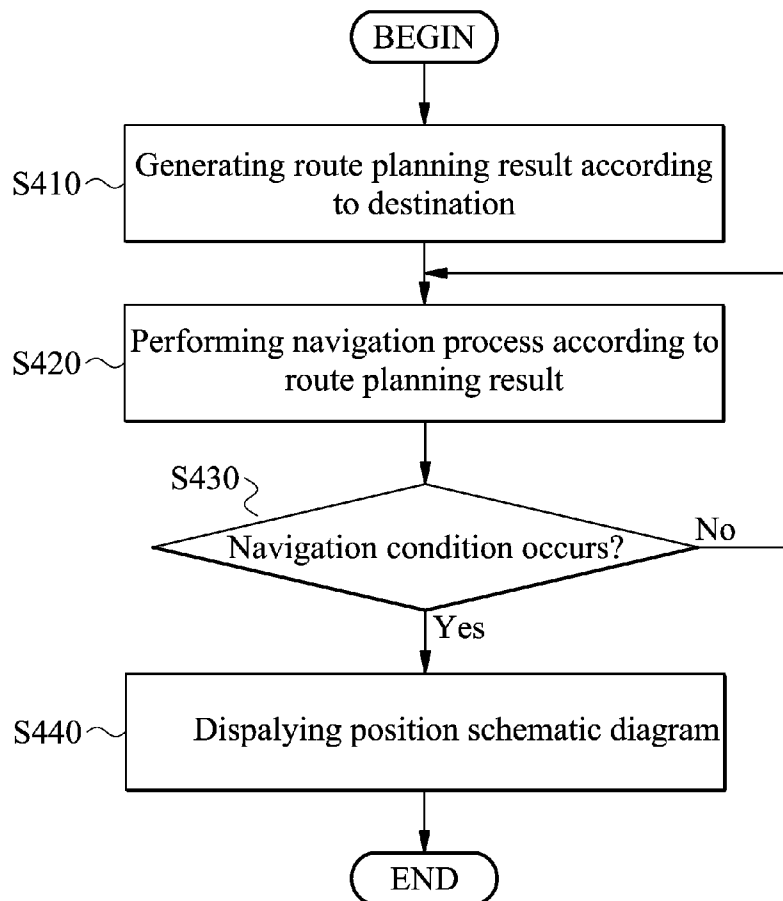 BEGIN
S410
Generating route planning result according
to destination
S420
Performing navigation process according to
route planning result
S430
Navigation condition occurs?
No
Yes
S440
Dispalying position schematic diagram
END